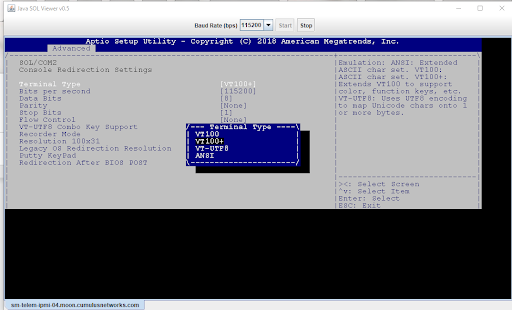 Java SOL Viewer v0.5
Baud Rate (bps) 115200 Start Stop
Aptio Setup Utility - Copyright (C) 2018 American Megatrends, Inc.
Advanced
SOL/COM2
Console Redirection Settings
Terminal Type [VT100+]
Bits per second [115200]
Data Bits [8]
Parity [None]
Stop Bits [1]
Flow Control [None]
VT-UTF8 Combo Key Support
Recorder Mode
Resolution 100x31
Legacy OS Redirection Resolution
Putty KeyPad
Redirection After BIOS POST
Terminal Type
VT100
VT100+
VT-UTF8
ANSI
Emulation: ANSI: Extended
ASCII char set. VT100:
ASCII char set. VT100+:
Extends VT100 to support
color, function keys, etc.
VT-UTF8: Uses UTF8 encoding
to map Unicode chars onto 1
or more bytes.
><: Select Screen
^v: Select Item
Enter: Select
ESC: Exit
sm-telem-ipmi-04.moon.cumulusnetworks.com